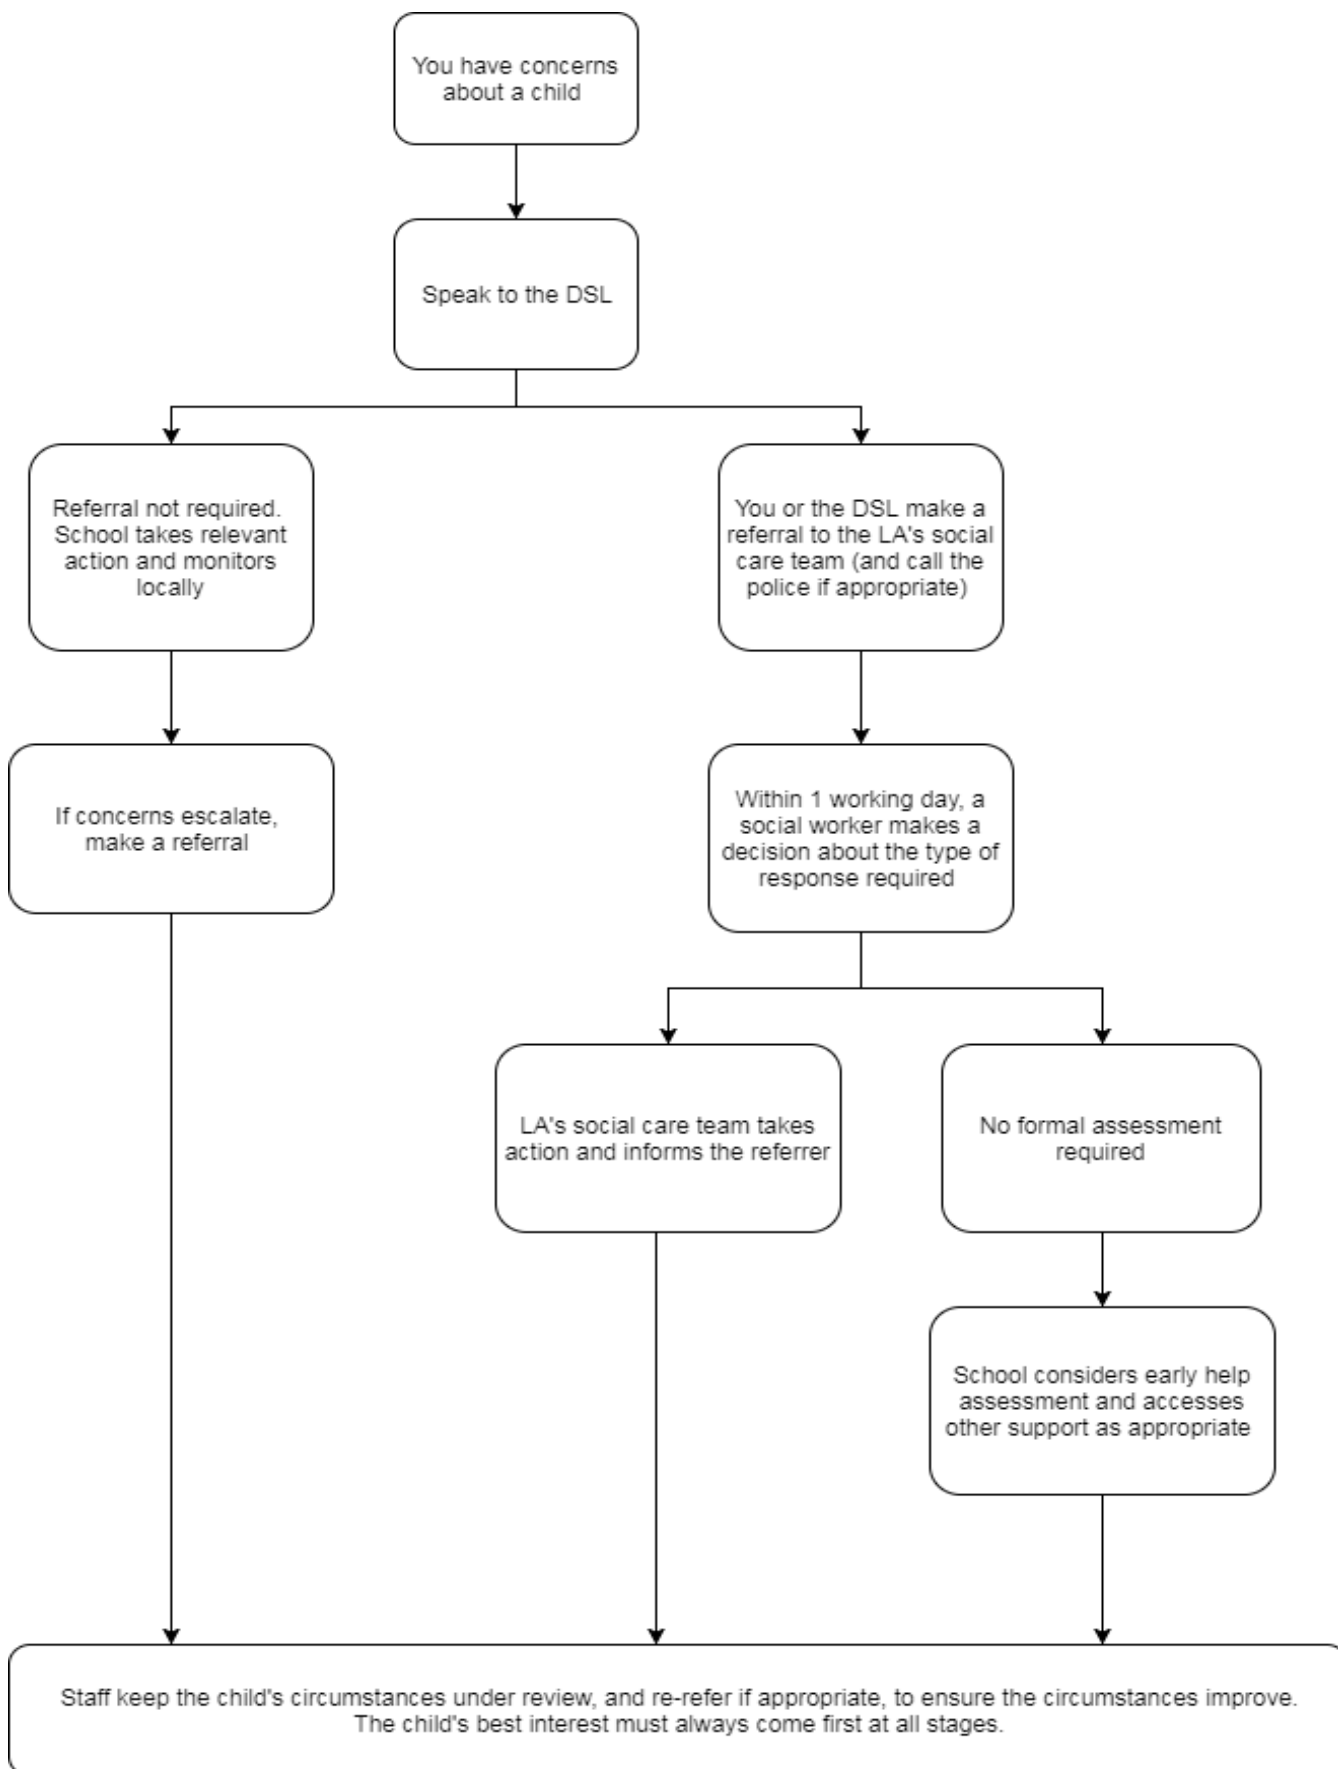 You have concerns
about a child
Speak to the DSL
Referral not required.
School takes relevant
action and monitors
locally
You or the DSL make a
referral to the LA's social
care team (and call the
police if appropriate)
If concerns escalate,
make a referral
Within 1 working day, a
social worker makes a
decision about the type of
response required
LA's social care team takes
action and informs the referrer
No formal assessment
required
School considers early help
assessment and accesses
other support as appropriate
Staff keep the child's circumstances under review, and re-refer if appropriate, to ensure the circumstances improve.
The child's best interest must always come first at all stages.